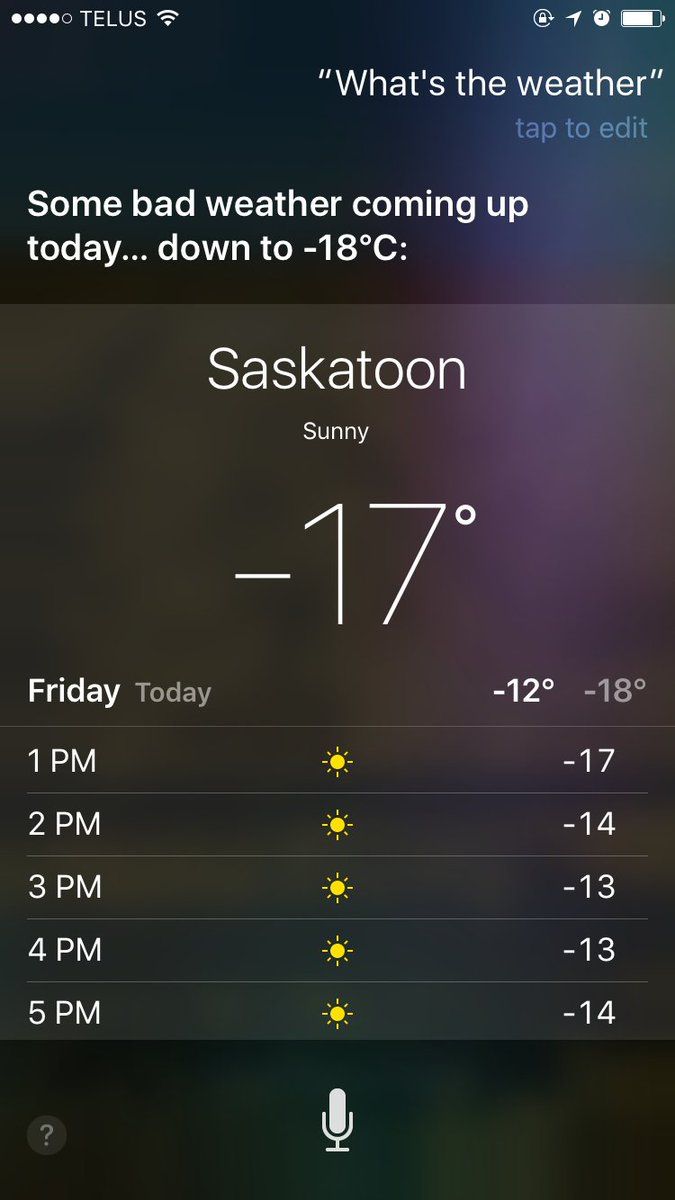 TELUS
“What's the weather”
tap to edit
Some bad weather coming up
today... down to -18°C:
Saskatoon
Sunny
-17°
Friday Today -12° -18°
1 PM -17
2 PM -14
3 PM -13
4 PM -13
5 PM -14
?